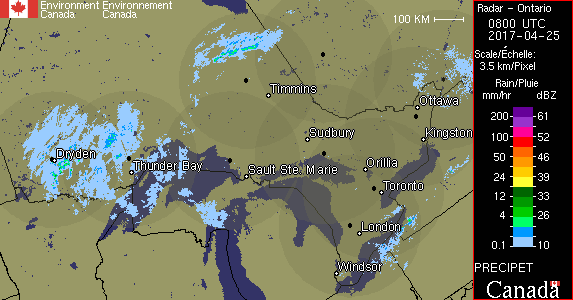 Environment Environnement
Canada Canada
100 KM
Timmins
Ottawa
Sudbury
Kingston
Dryden
Thunder Bay
Sault Ste. Marie
Orillia
Toronto
London
Windsor
Radar - Ontario
0800 UTC
2017-04-25
Scale/Échelle:
3.5 km/Pixel
Rain/Pluie
mm/hr dBZ
200 61
100 52
50 46
24 39
12 33
4 26
0.1 10
PRECIPET
Canada